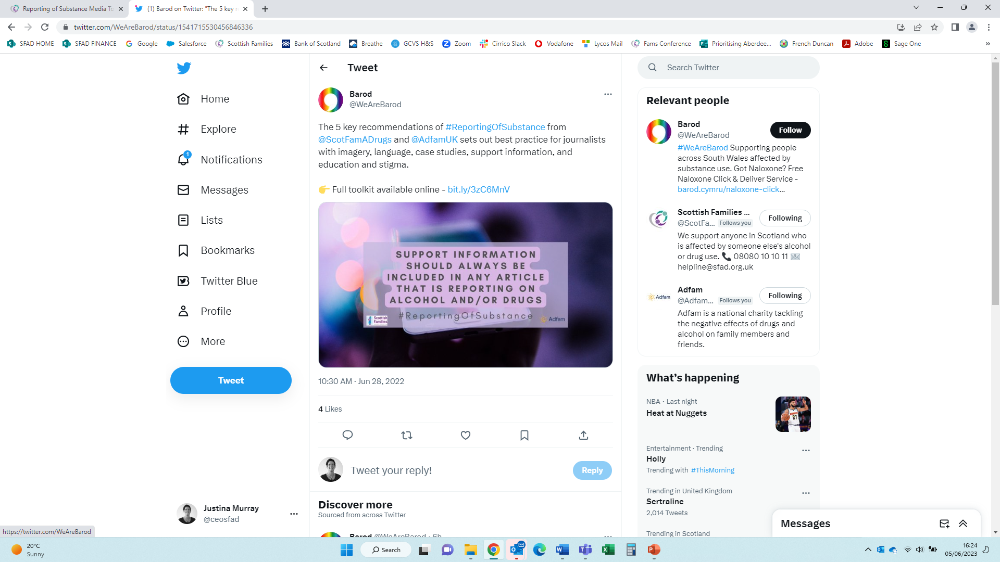 Reporting of Substance Media To
(1) Barod on Twitter: "The 5 key r
twitter.com/WeAreBarod/status/1541715530456846336
SFAD HOME
SFAD FINANCE
Google
Salesforce
Scottish Families
Bank of Scotland
Breathe
GCVS H&S
Zoom
Cirrico Slack
Vodafone
Lycos Mail
Fams Conference
Prioritising Aberdee...
French Duncan
Adobe
Sage One
Home
Explore
1
Notifications
Messages
Lists
Bookmarks
Twitter Blue
Profile
More
Tweet
Justina Murray
@ceosfad
https://twitter.com/WeAreBarod
Tweet
Barod
@WeAreBarod
The 5 key recommendations of #ReportingOfSubstance from
@ScotFamADrugs and @AdfamUK sets out best practice for journalists
with imagery, language, case studies, support information, and
education and stigma.
👉 Full toolkit available online - bit.ly/3zC6MnV
SUPPORT INFORMATION
SHOULD ALWAYS BE
INCLUDED IN ANY ARTICLE
THAT IS REPORTING ON
ALCOHOL AND/OR DRUGS
#ReportingOfSubstance
Scottish
Families
Adfam
10:30 AM · Jun 28, 2022
4 Likes
Tweet your reply!
Reply
Discover more
Sourced from across Twitter
Barod @WeAreBarod · 6h
Search Twitter
Relevant people
Barod
@WeAreBarod
Follow
#WeAreBarod Supporting people
across South Wales affected by
substance use. Got Naloxone? Free
Naloxone Click & Deliver Service -
barod.cymru/naloxone-click...
Scottish Families ...
@ScotFa... Follows you
Following
We support anyone in Scotland who
is affected by someone else's alcohol
or drug use. 📞 08080 10 10 11 📧
helpline@sfad.org.uk
Adfam
Adfam
@Adfam... Follows you
Following
Adfam is a national charity tackling
the negative effects of drugs and
alcohol on family members and
friends.
What's happening
NBA · Last night
Heat at Nuggets
Entertainment · Trending
Holly
Trending with #ThisMorning
Trending in United Kingdom
Sertraline
2,014 Tweets
Trending in Scotland
Messages
20°C
Sunny
Search
16:24
05/06/2023